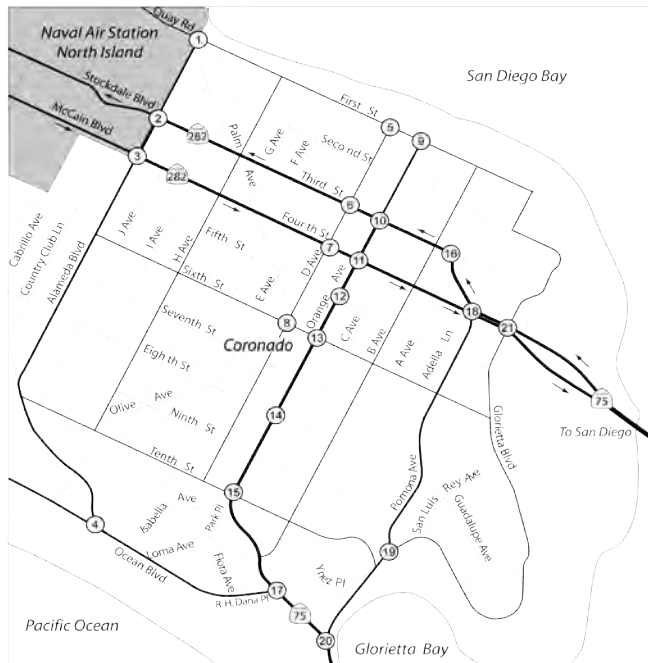 Quay Rd
Naval Air Station
North Island
1
San Diego Bay
Stockdale Blvd
First St
2
282
5
9
McCain Blvd
Palm
Ave
G Ave
F Ave
Second St
3
282
Third St
6
10
Cabrillo Ave
Country Club Ln
Alameda Blvd
J Ave
I Ave
H Ave
Fourth St
Fifth St
Sixth St
7
D Ave
11
16
E Ave
Orange Ave
12
18
21
Seventh St
8
Coronado
13
C Ave
B Ave
A Ave
Adella Ln
Eighth St
75
Olive Ave
Ninth St
14
Glorietta Blvd
To San Diego
Tenth St
15
Pomona Ave
San Luis Rey Ave
Guadalupe Ave
Isabella Ave
Park Pl
4
Loma Ave
Ocean Blvd
Flora Ave
Ynez Pl
19
R.H. Dana Pl
17
75
20
Pacific Ocean
Glorietta Bay